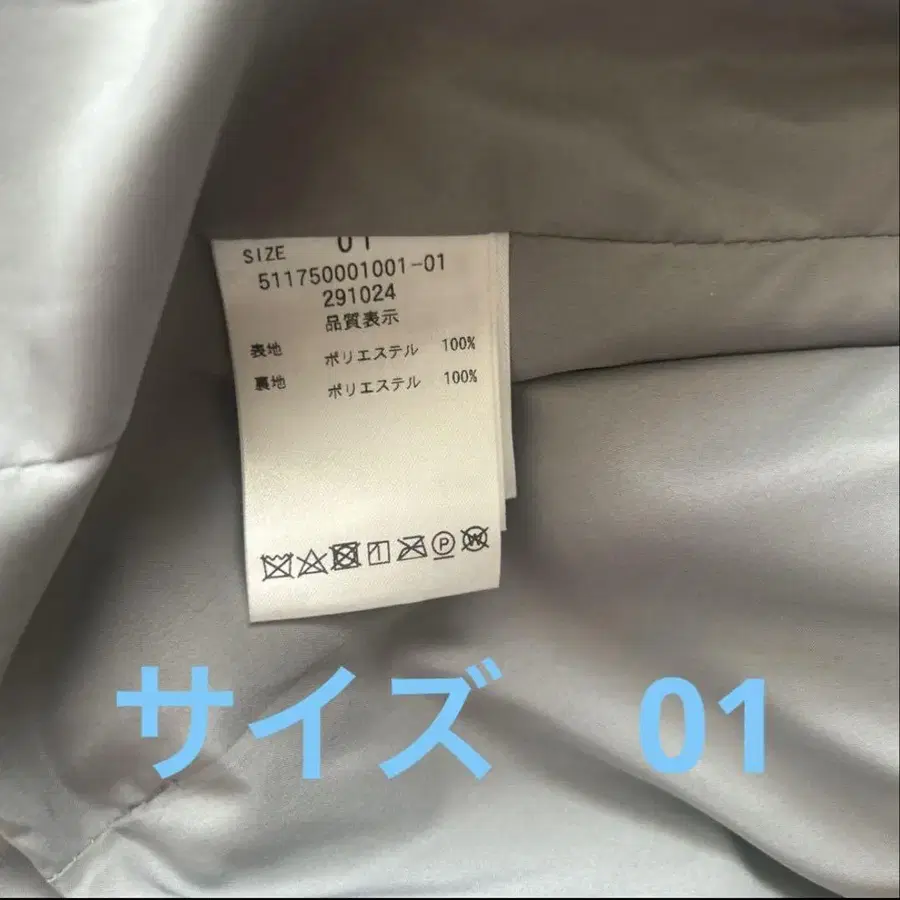 SIZE 01
511750001001-01
291024
品質表示
表地 ポリエステル 100%
裏地 ポリエステル 100%
サイズ 01